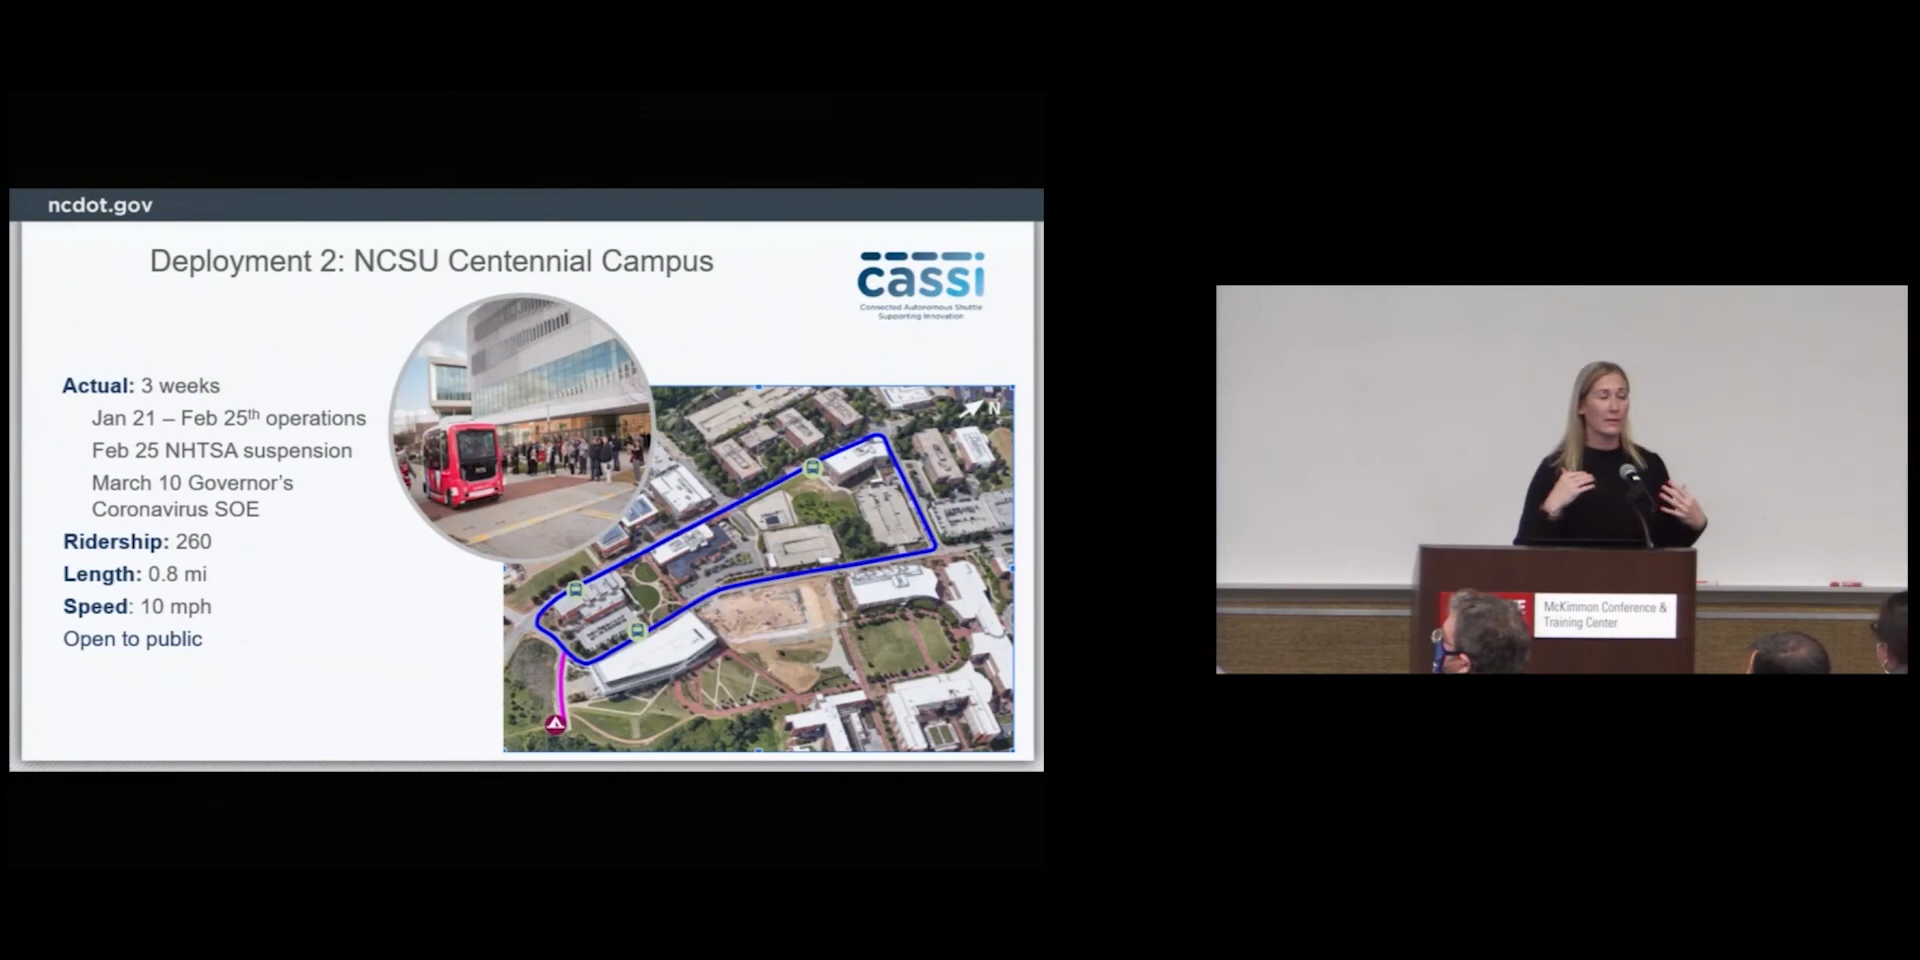 ncdot.gov
Deployment 2: NCSU Centennial Campus
cassi
Connected Autonomous Shuttle
Supporting Innovation
Actual: 3 weeks
Jan 21 – Feb 25th operations
Feb 25 NHTSA suspension
March 10 Governor's
Coronavirus SOE
Ridership: 260
Length: 0.8 mi
Speed: 10 mph
Open to public
N
McKimmon Conference &
Training Center